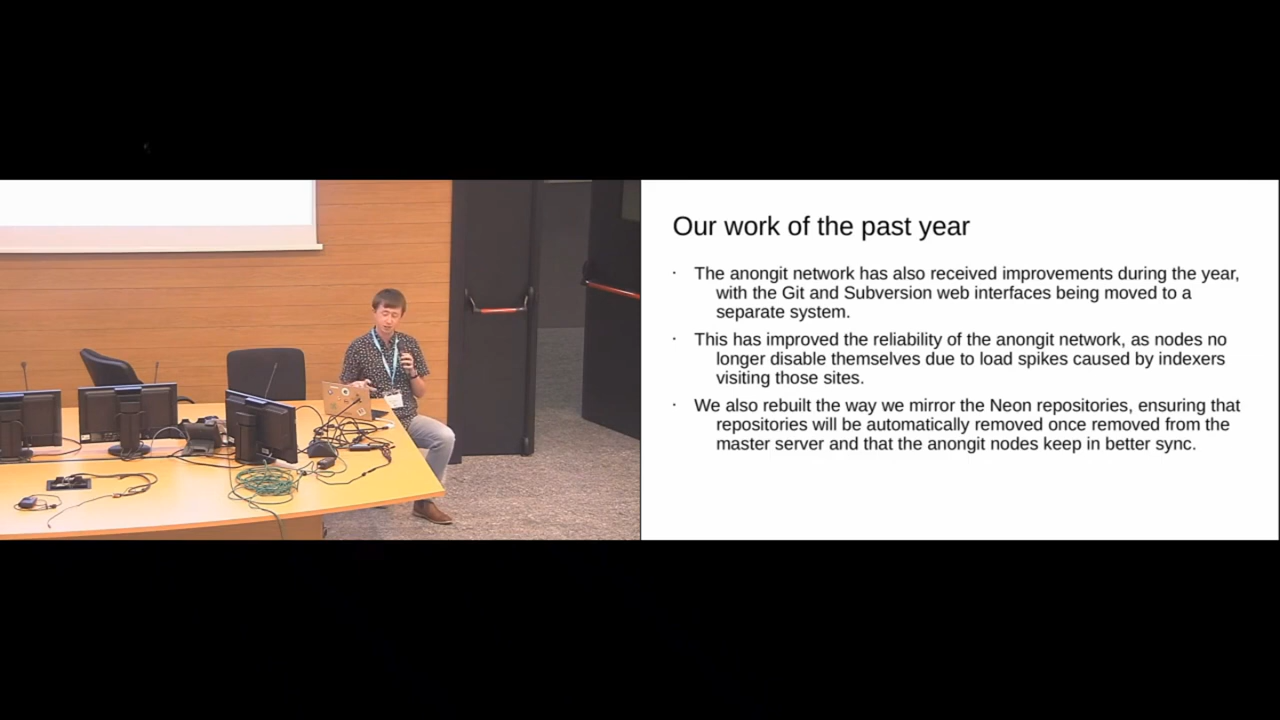 Our work of the past year
· The anongit network has also received improvements during the year,
with the Git and Subversion web interfaces being moved to a
separate system.
· This has improved the reliability of the anongit network, as nodes no
longer disable themselves due to load spikes caused by indexers
visiting those sites.
· We also rebuilt the way we mirror the Neon repositories, ensuring that
repositories will be automatically removed once removed from the
master server and that the anongit nodes keep in better sync.